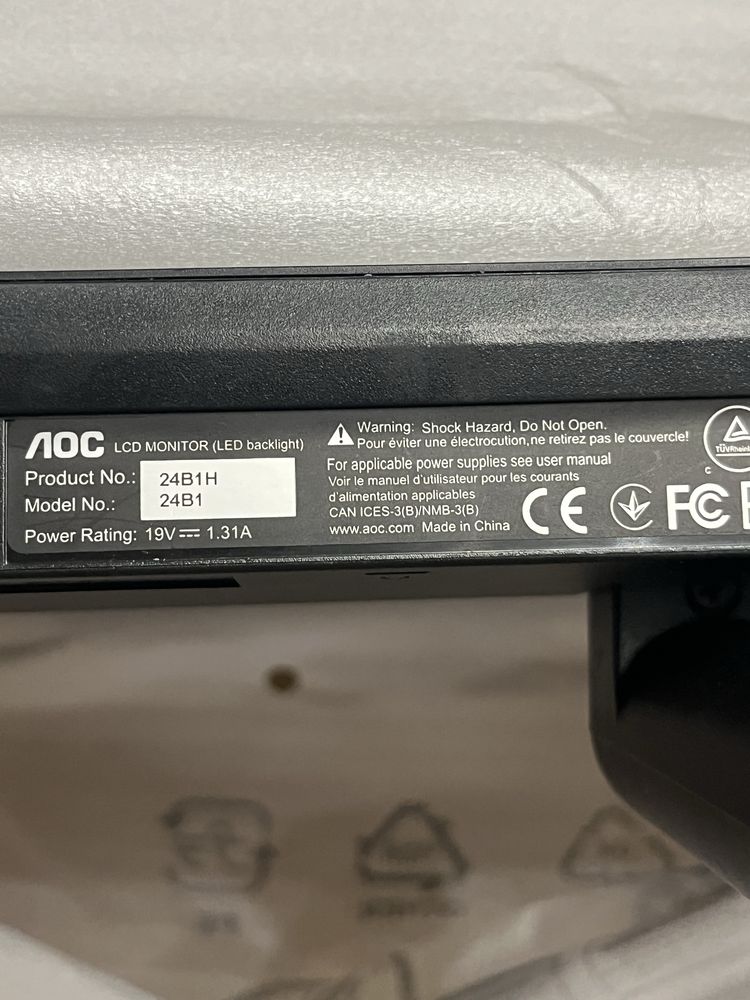 AOC LCD MONITOR (LED backlight)
Product No.: 24B1H
Model No.: 24B1
Power Rating: 19V 1.31A
Warning: Shock Hazard, Do Not Open.
Pour éviter une électrocution,ne retirez pas le couvercle!
For applicable power supplies see user manual
Voir le manuel d'utilisateur pour les courants
d'alimentation applicables
CAN ICES-3(B)/NMB-3(B)
www.aoc.com Made in China
CE
FC
TÜVRheinl
C